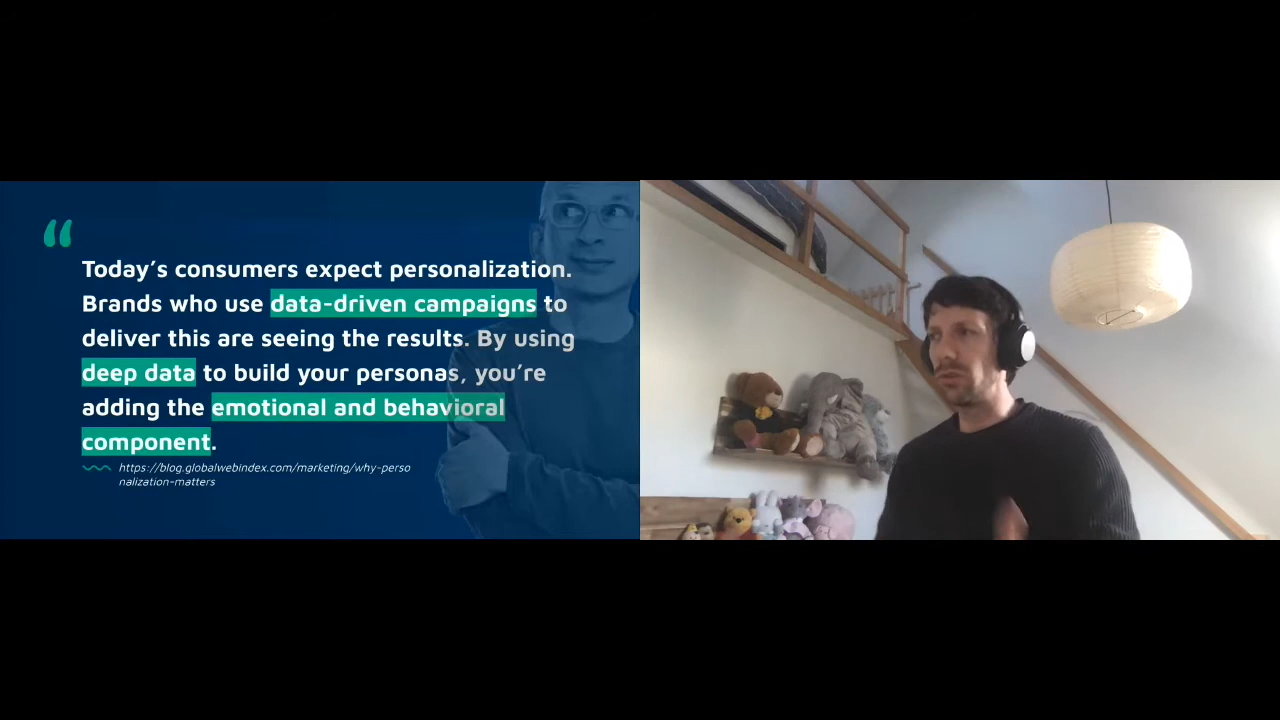 “
Today’s consumers expect personalization.
Brands who use data-driven campaigns to
deliver this are seeing the results. By using
deep data to build your personas, you’re
adding the emotional and behavioral
component.
https://blog.globalwebindex.com/marketing/why-perso
nalization-matters